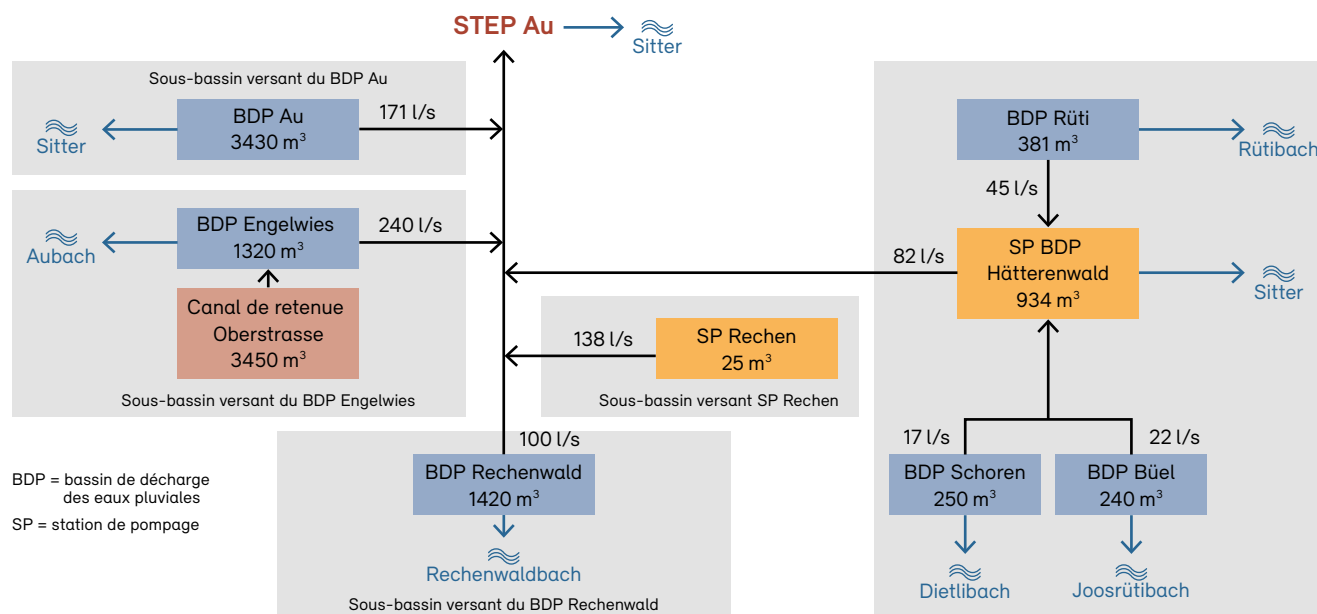 STEP Au
Sitter
Sous-bassin versant du BDP Au
BDP Au
3430 m³
171 l/s
Sitter
BDP Engelwies
1320 m³
240 l/s
Aubach
Canal de retenue
Oberstrasse
3450 m³
Sous-bassin versant du BDP Engelwies
138 l/s
SP Rechen
25 m³
Sous-bassin versant SP Rechen
100 l/s
BDP Rechenwald
1420 m³
Rechenwaldbach
Sous-bassin versant du BDP Rechenwald
BDP Rüti
381 m³
Rütibach
45 l/s
82 l/s
SP BDP
Hätterenwald
934 m³
Sitter
17 l/s
22 l/s
BDP Schoren
250 m³
BDP Büel
240 m³
Dietlibach
Joosrütibach
BDP = bassin de décharge
des eaux pluviales
SP = station de pompage